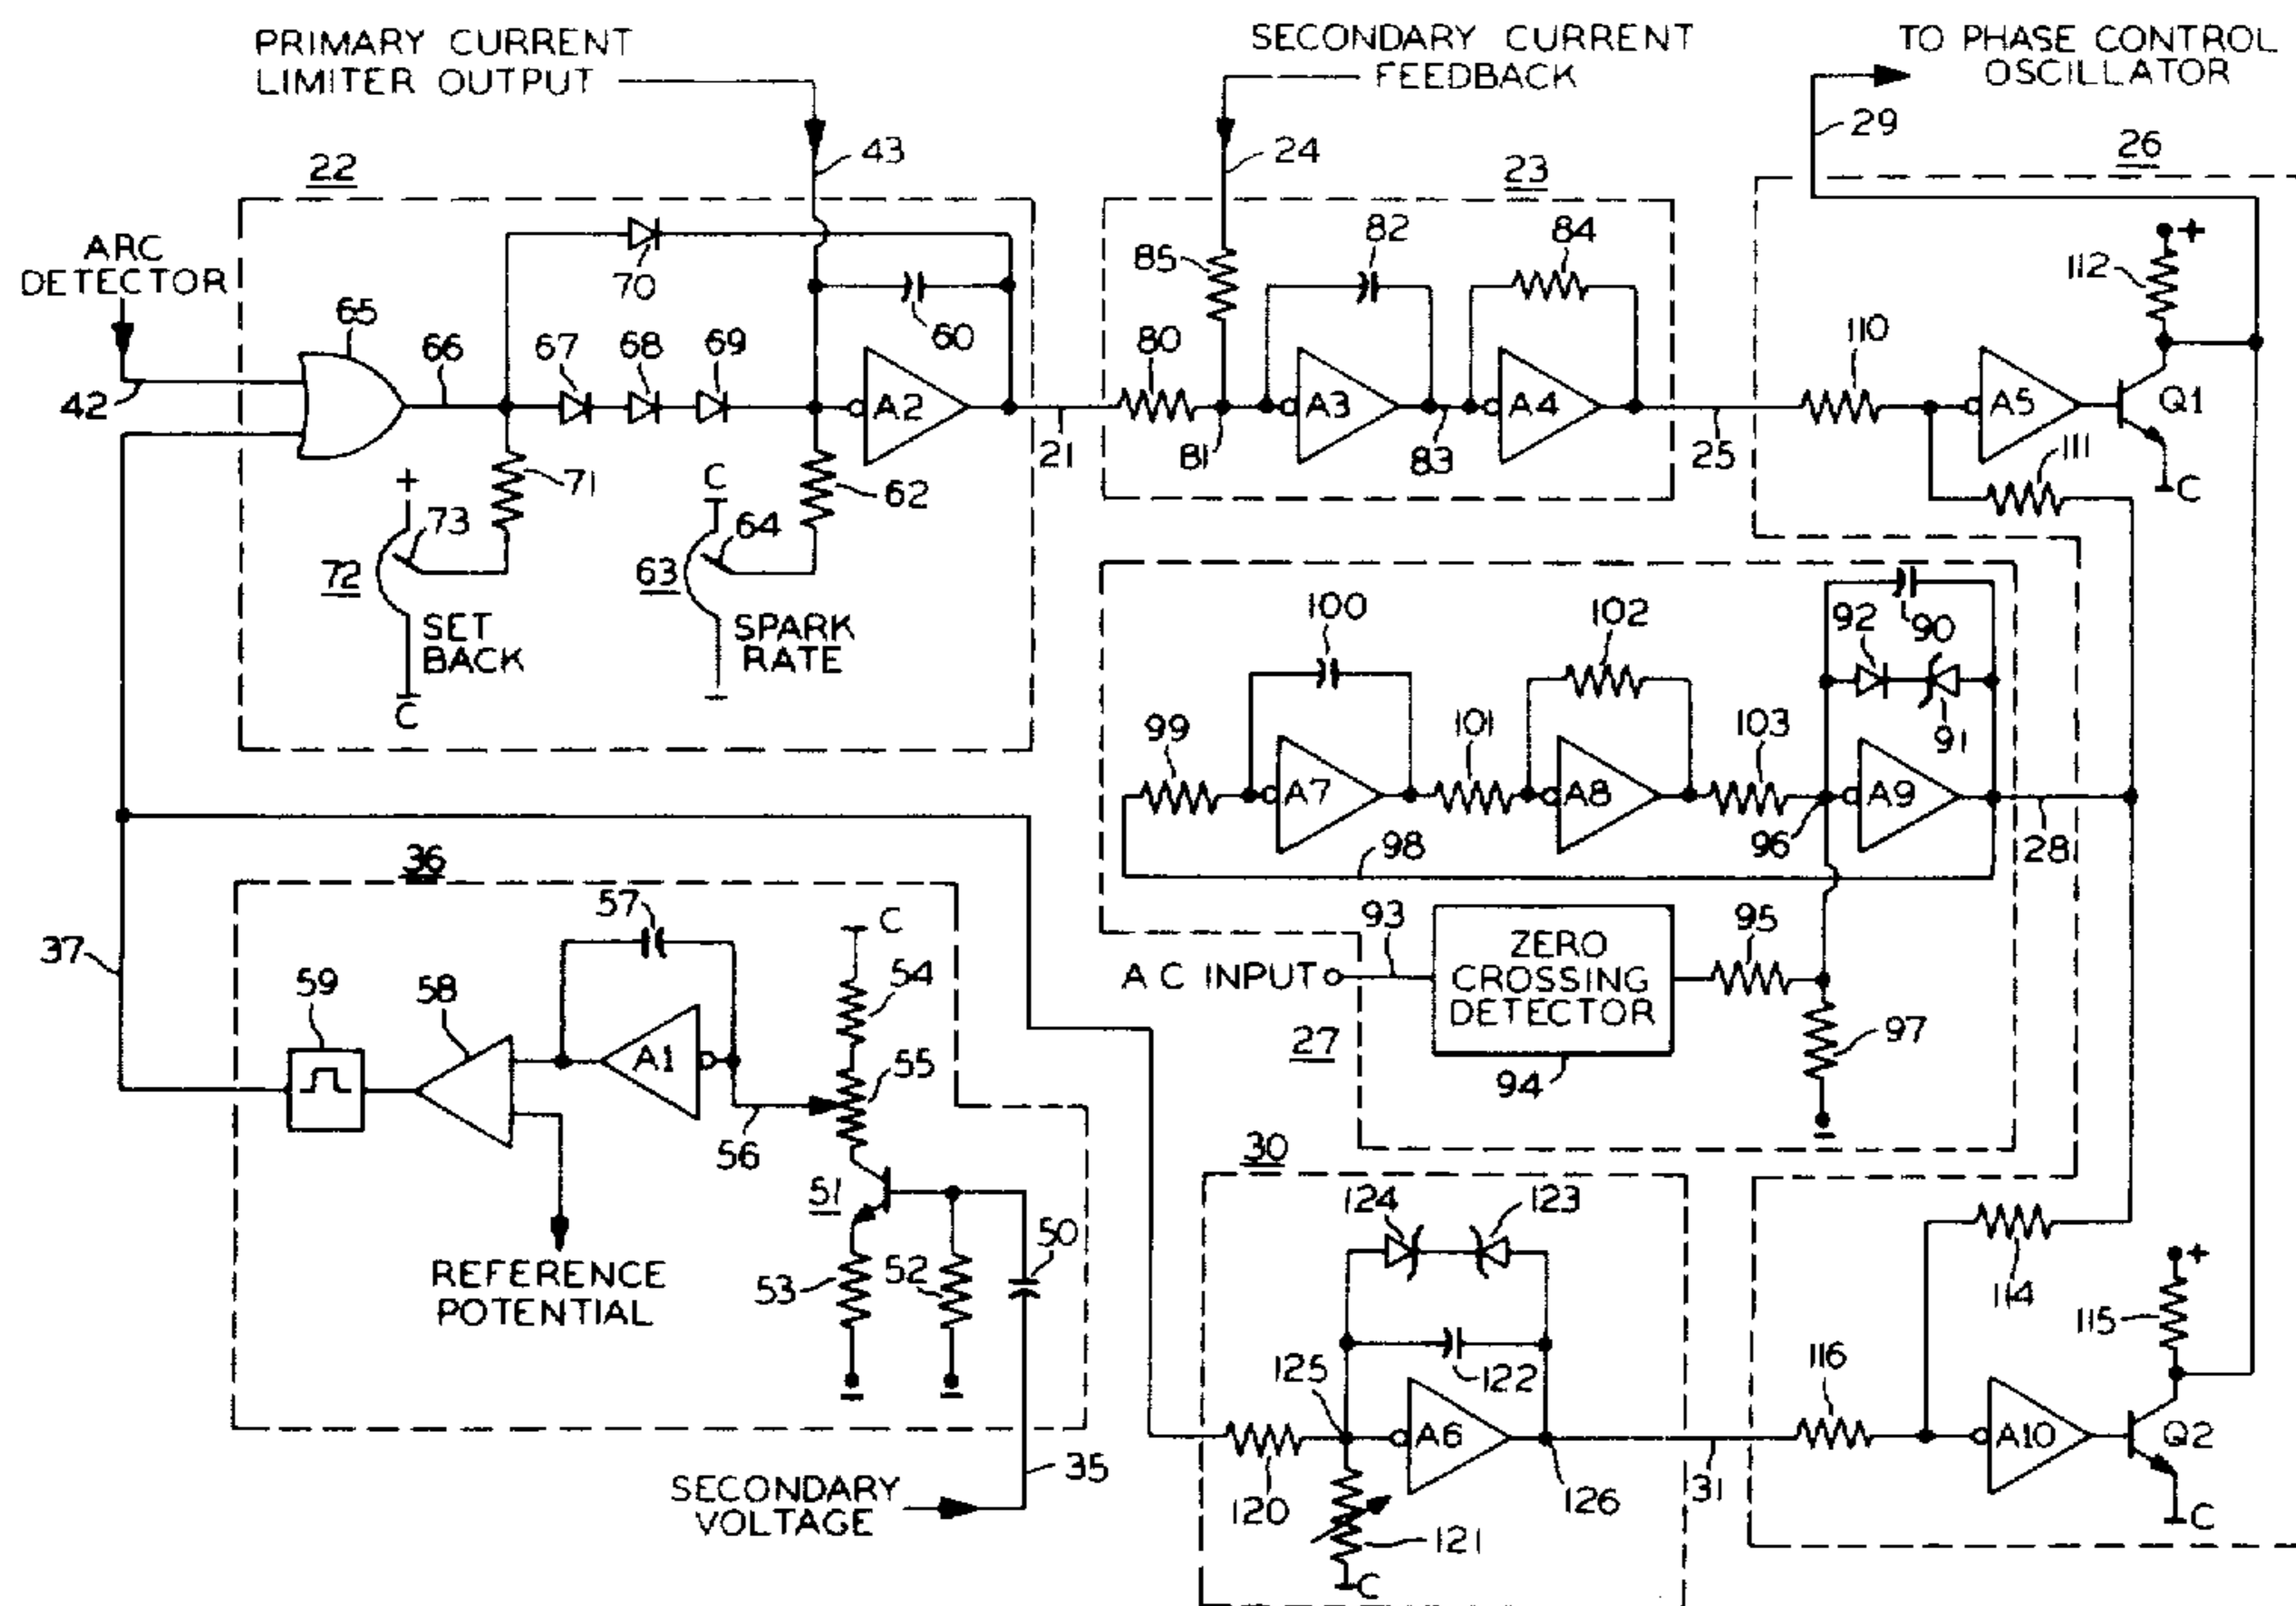 PRIMARY CURRENT
LIMITER OUTPUT
43
SECONDARY CURRENT
FEEDBACK
24
TO PHASE CONTROL
OSCILLATOR
29
26
22
23
ARC
DETECTOR
42
65
66
67
68
69
70
60
A2
71
62
+
73
72
C
SET
BACK
C
64
63
SPARK
RATE
21
85
80
81
82
A3
83
84
A4
25
110
A5
111
112
+
Q1
C
99
100
A7
101
102
A8
103
92
90
91
96
A9
98
28
93
A C INPUT
ZERO
CROSSING
DETECTOR
94
95
97
27
36
37
59
58
57
A1
C
54
55
56
51
53
52
50
REFERENCE
POTENTIAL
SECONDARY
VOLTAGE
35
30
124
123
125
122
A6
120
121
C
126
31
114
116
A10
+
115
Q2
C